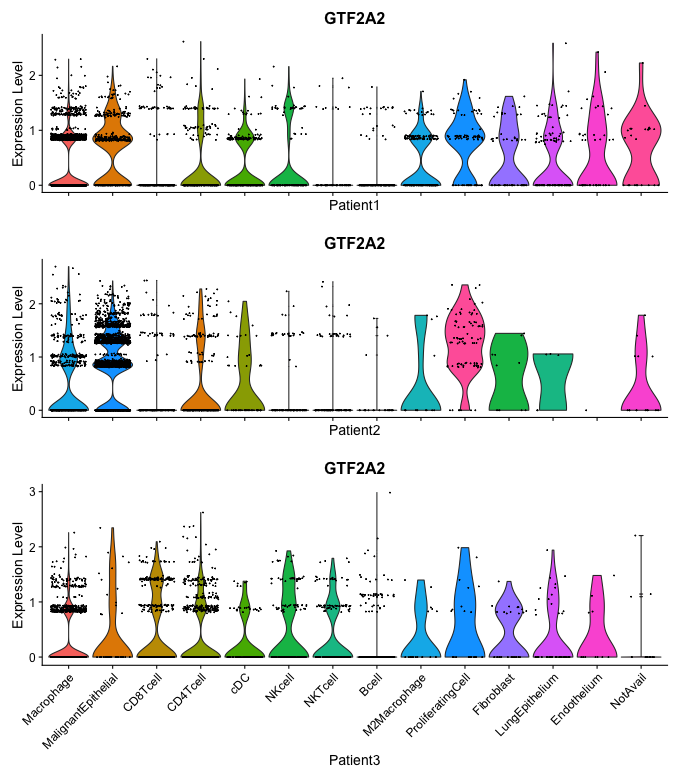 GTF2A2
Expression Level
2
1
0
Patient1
GTF2A2
Expression Level
2
1
0
Patient2
GTF2A2
Expression Level
3
2
1
0
Macrophage
MalignantEpithelial
CD8Tcell
CD4Tcell
cDC
NKcell
NKTcell
Bcell
M2Macrophage
ProliferatingCell
Fibroblast
LungEpithelium
Endothelium
NotAvail
Patient3